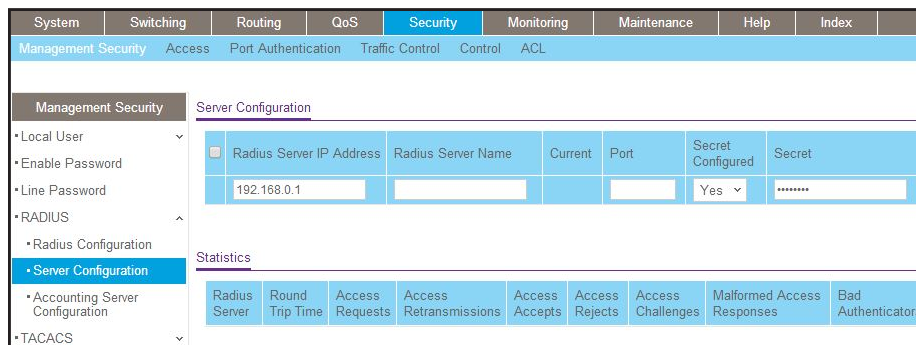 System Switching Routing QoS Security Monitoring Maintenance Help Index
Management Security Access Port Authentication Traffic Control Control ACL
Management Security
Local User
Enable Password
Line Password
RADIUS
Radius Configuration
Server Configuration
Accounting Server
Configuration
TACACS
Server Configuration
Radius Server IP Address Radius Server Name Current Port Secret Configured Secret
192.168.0.1 Yes ••••••••
Statistics
Radius Server Round Trip Time Access Requests Access Retransmissions Access Accepts Access Rejects Access Challenges Malformed Access Responses Bad Authenticator